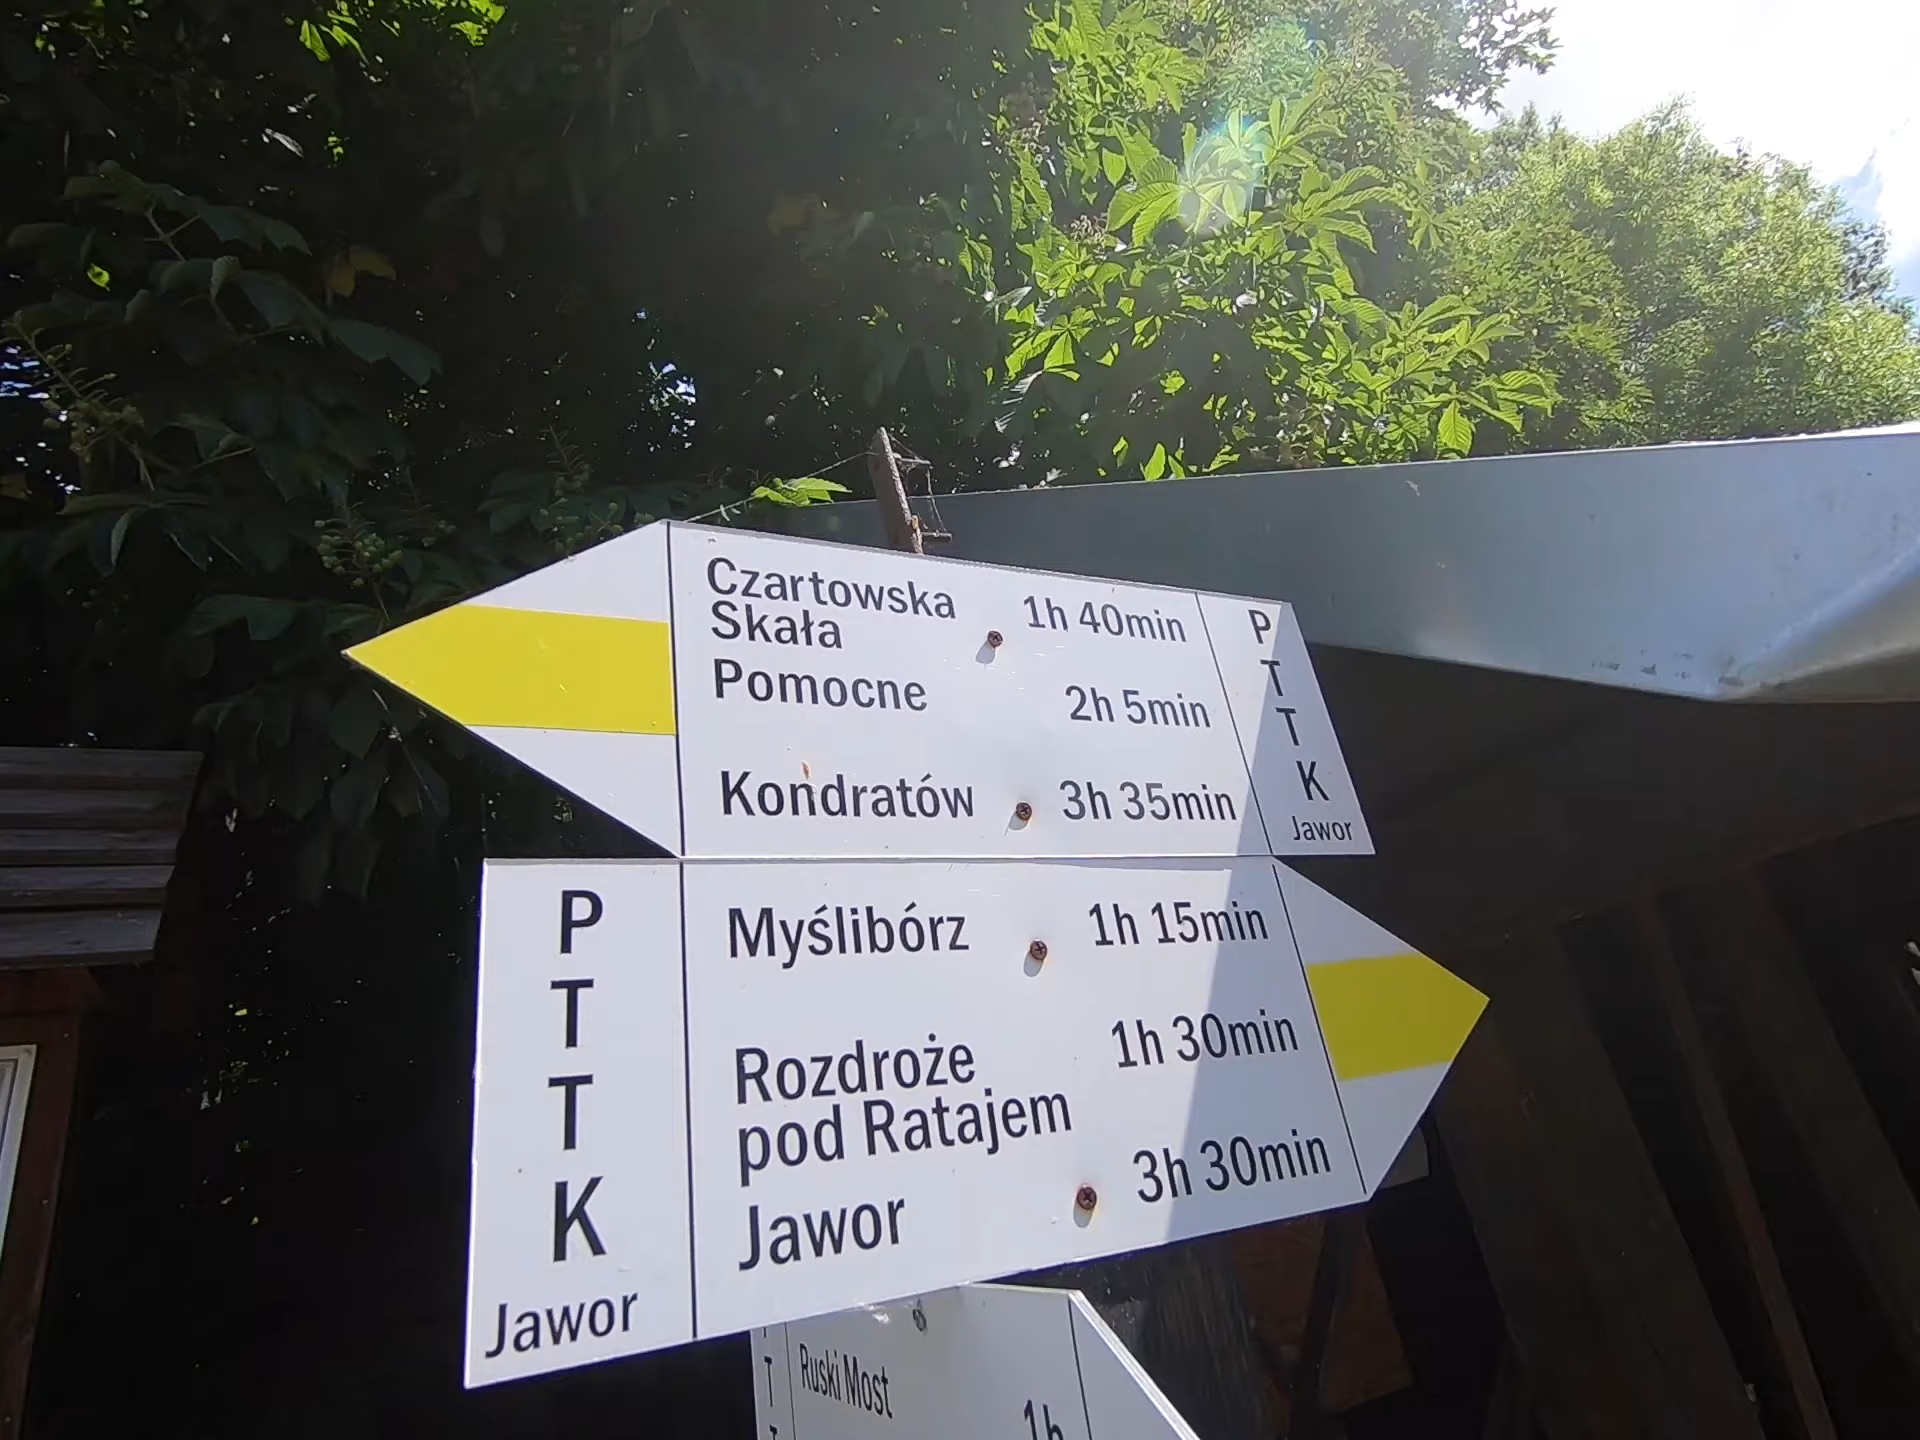 Czartowska 1h 40min
Skała
Pomocne 2h 5min
Kondratów 3h 35min
P
T
T
K
Jawor
P
T
T
K
Jawor
Myślibórz 1h 15min
Rozdroże 1h 30min
pod Ratajem
Jawor 3h 30min
T
T
Ruski Most
1h